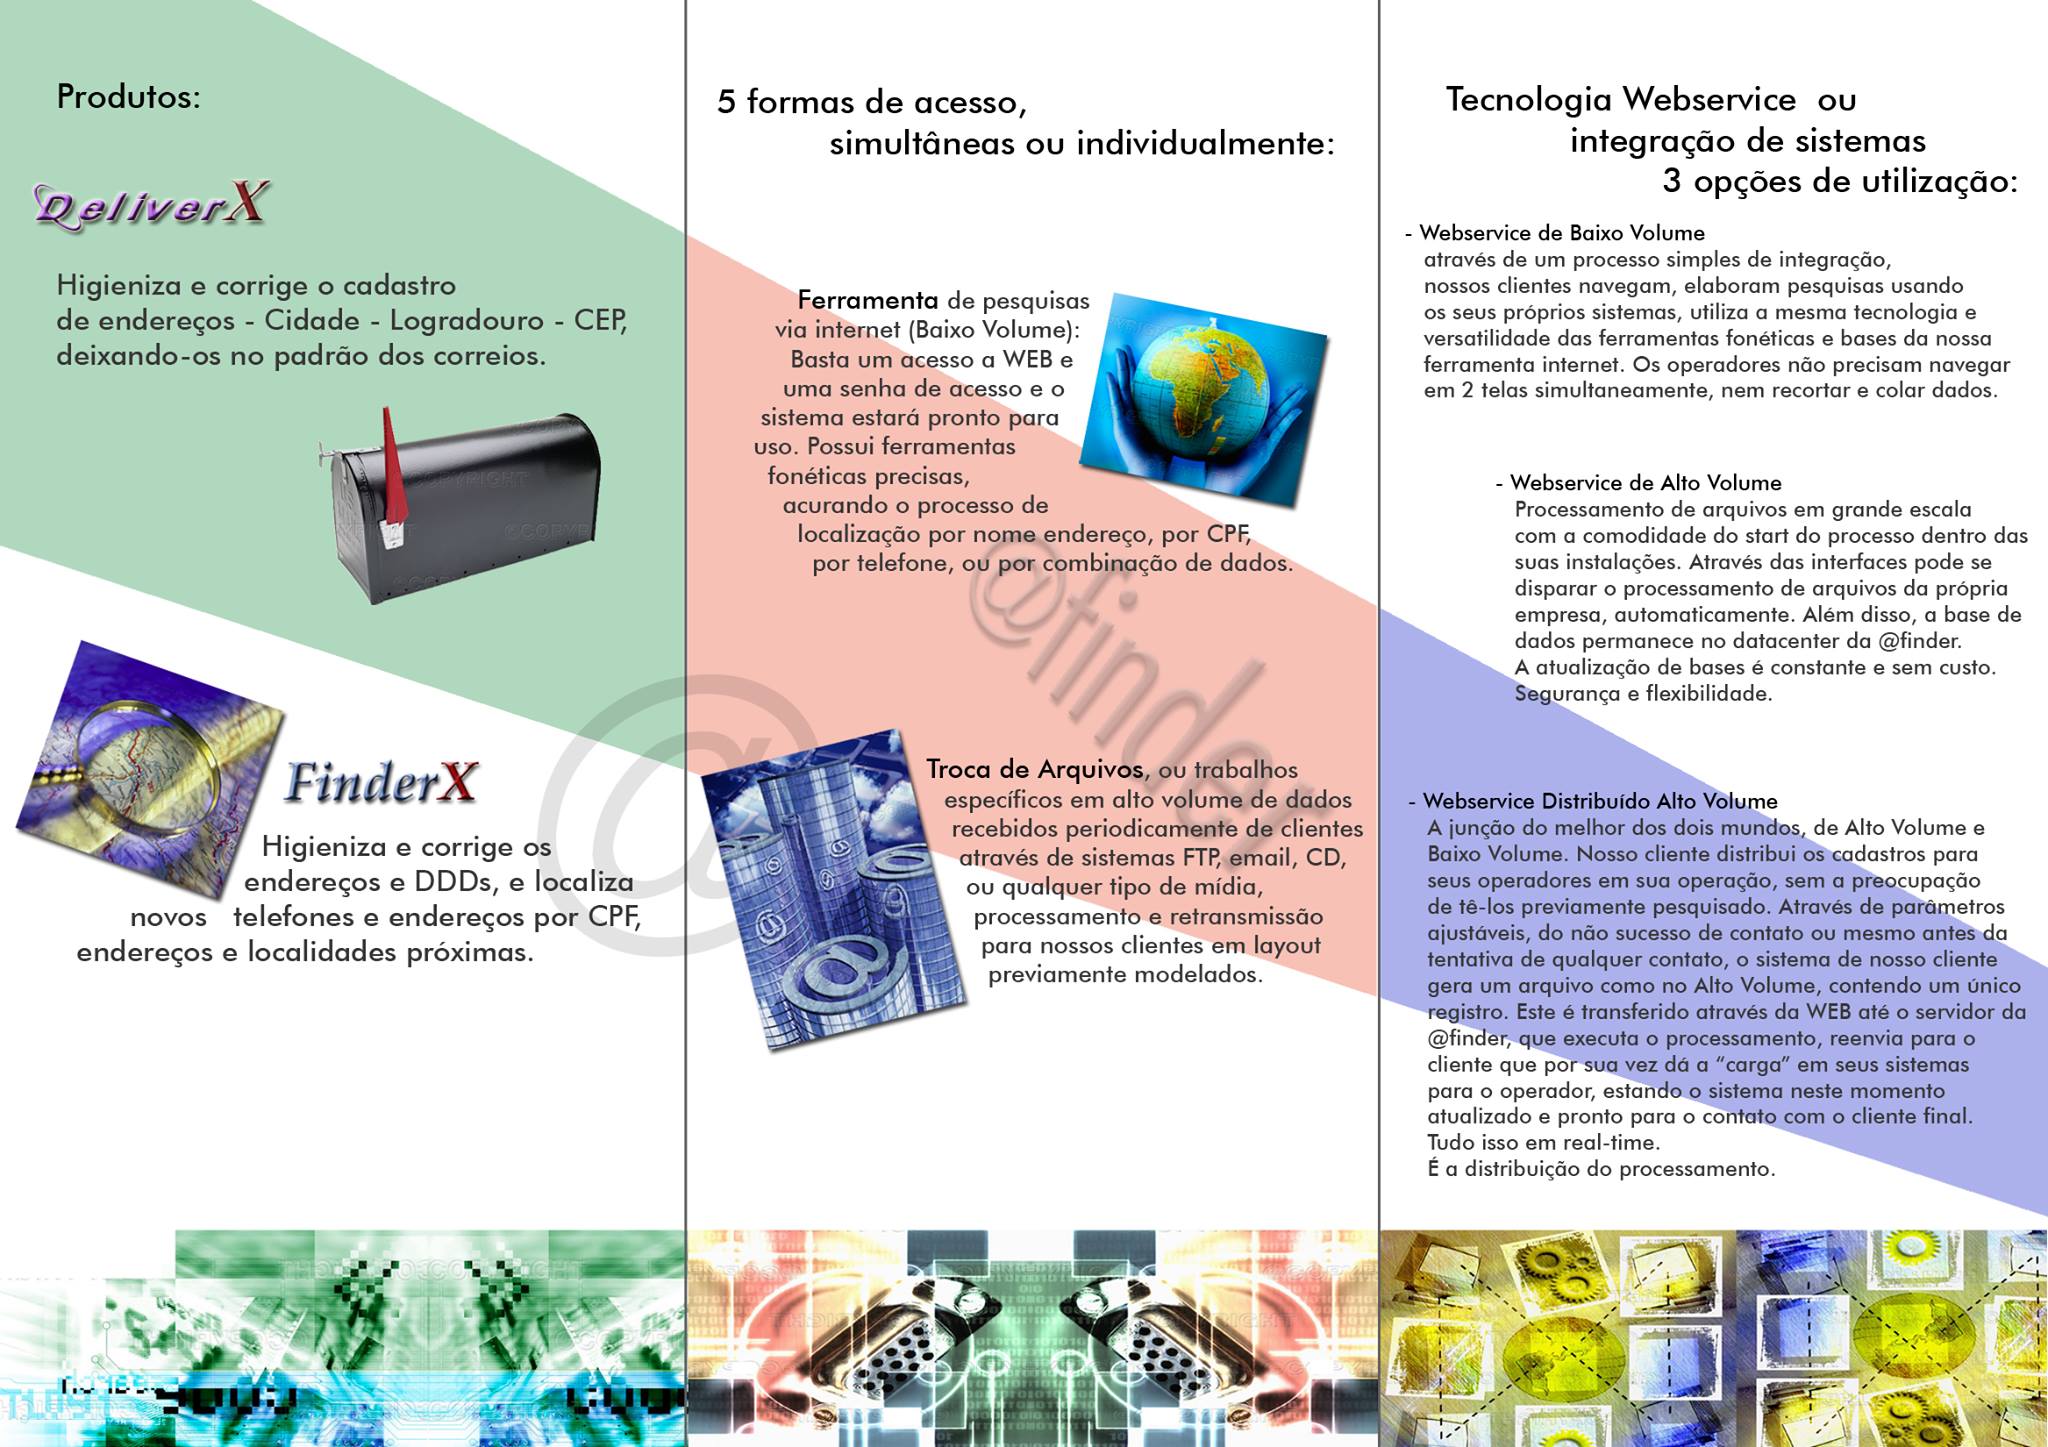 Produtos:
DeliverX
Higieniza e corrige o cadastro
de endereços - Cidade - Logradouro - CEP,
deixando-os no padrão dos correios.
FinderX
Higieniza e corrige os
endereços e DDDs, e localiza
novos telefones e endereços por CPF,
endereços e localidades próximas.
5 formas de acesso,
simultâneas ou individualmente:
Ferramenta de pesquisas
via internet (Baixo Volume):
Basta um acesso a WEB e
uma senha de acesso e o
sistema estará pronto para
uso. Possui ferramentas
fonéticas precisas,
acurando o processo de
localização por nome endereço, por CPF,
por telefone, ou por combinação de dados.
@finder
@
Troca de Arquivos, ou trabalhos
específicos em alto volume de dados
recebidos periodicamente de clientes
através de sistemas FTP, email, CD,
ou qualquer tipo de mídia,
processamento e retransmissão
para nossos clientes em layout
previamente modelados.
Tecnologia Webservice ou
integração de sistemas
3 opções de utilização:
- Webservice de Baixo Volume
através de um processo simples de integração,
nossos clientes navegam, elaboram pesquisas usando
os seus próprios sistemas, utiliza a mesma tecnologia e
versatilidade das ferramentas fonéticas e bases da nossa
ferramenta internet. Os operadores não precisam navegar
em 2 telas simultaneamente, nem recortar e colar dados.
- Webservice de Alto Volume
Processamento de arquivos em grande escala
com a comodidade do start do processo dentro das
suas instalações. Através das interfaces pode se
disparar o processamento de arquivos da própria
empresa, automaticamente. Além disso, a base de
dados permanece no datacenter da @finder.
A atualização de bases é constante e sem custo.
Segurança e flexibilidade.
- Webservice Distribuído Alto Volume
A junção do melhor dos dois mundos, de Alto Volume e
Baixo Volume. Nosso cliente distribui os cadastros para
seus operadores em sua operação, sem a preocupação
de tê-los previamente pesquisado. Através de parâmetros
ajustáveis, do não sucesso de contato ou mesmo antes da
tentativa de qualquer contato, o sistema de nosso cliente
gera um arquivo como no Alto Volume, contendo um único
registro. Este é transferido através da WEB até o servidor da
@finder, que executa o processamento, reenvia para o
cliente que por sua vez dá a “carga” em seus sistemas
para o operador, estando o sistema neste momento
atualizado e pronto para o contato com o cliente final.
Tudo isso em real-time.
É a distribuição do processamento.